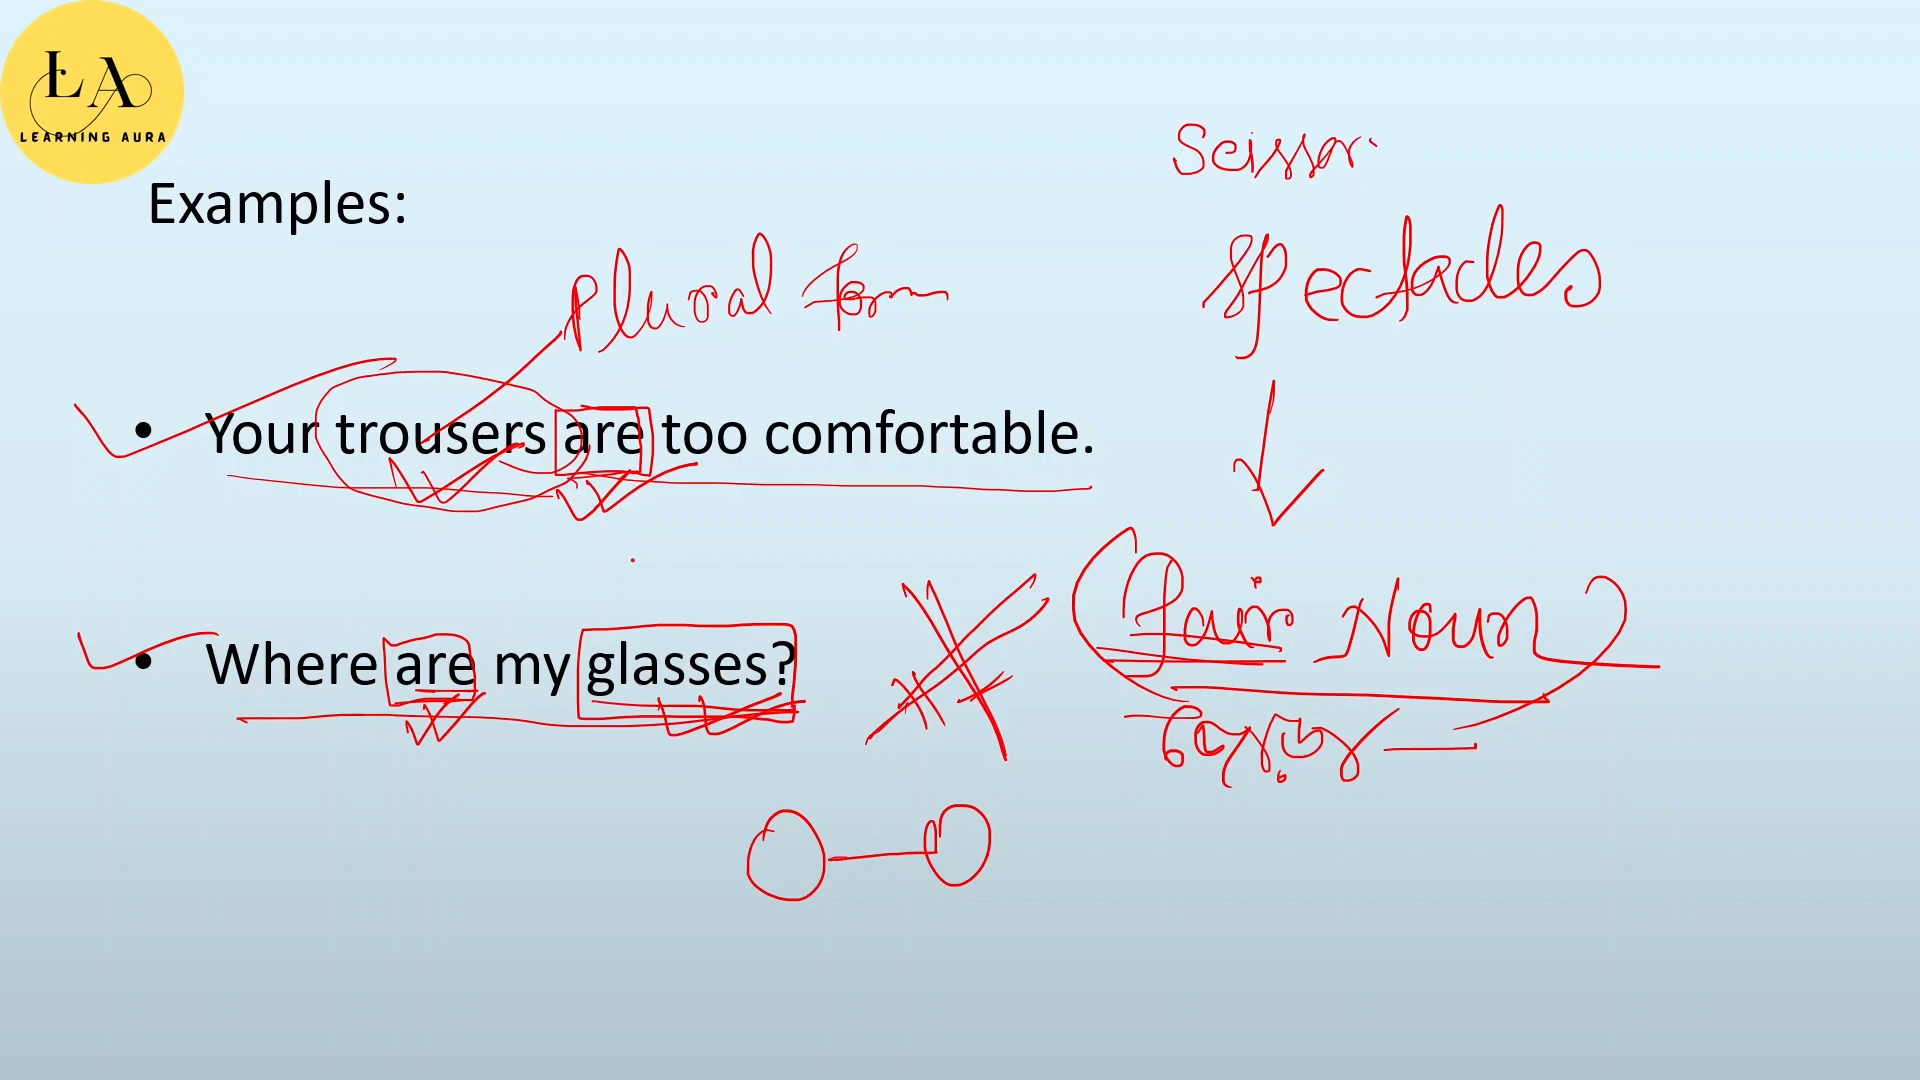 LA
LEARNING AURA
Examples:
Scissor
Spectacles
Plural form
• Your trousers are too comfortable.
• Where are my glasses?
Pair Noun